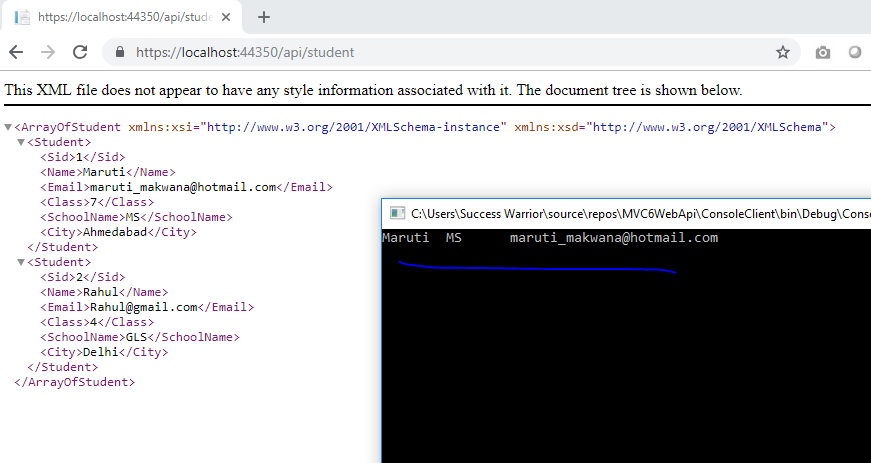 https://localhost:44350/api/stude
https://localhost:44350/api/student
This XML file does not appear to have any style information associated with it. The document tree is shown below.
<ArrayOfStudent xmlns:xsi="http://www.w3.org/2001/XMLSchema-instance" xmlns:xsd="http://www.w3.org/2001/XMLSchema">
<Student>
<Sid>1</Sid>
<Name>Maruti</Name>
<Email>maruti_makwana@hotmail.com</Email>
<Class>7</Class>
<SchoolName>MS</SchoolName>
<City>Ahmedabad</City>
</Student>
<Student>
<Sid>2</Sid>
<Name>Rahul</Name>
<Email>Rahul@gmail.com</Email>
<Class>4</Class>
<SchoolName>GLS</SchoolName>
<City>Delhi</City>
</Student>
</ArrayOfStudent>
C:\Users\Success Warrior\source\repos\MVC6WebApi\ConsoleClient\bin\Debug\Conso
Maruti MS maruti_makwana@hotmail.com